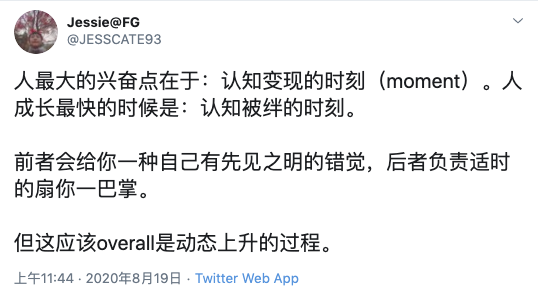 Jessie@FG
@JESSCATE93
人最大的兴奋点在于：认知变现的时刻（moment）。人
成长最快的时候是：认知被绊的时刻。
前者会给你一种自己有先见之明的错觉，后者负责适时
的扇你一巴掌。
但这应该overall是动态上升的过程。
上午11:44 · 2020年8月19日 · Twitter Web App